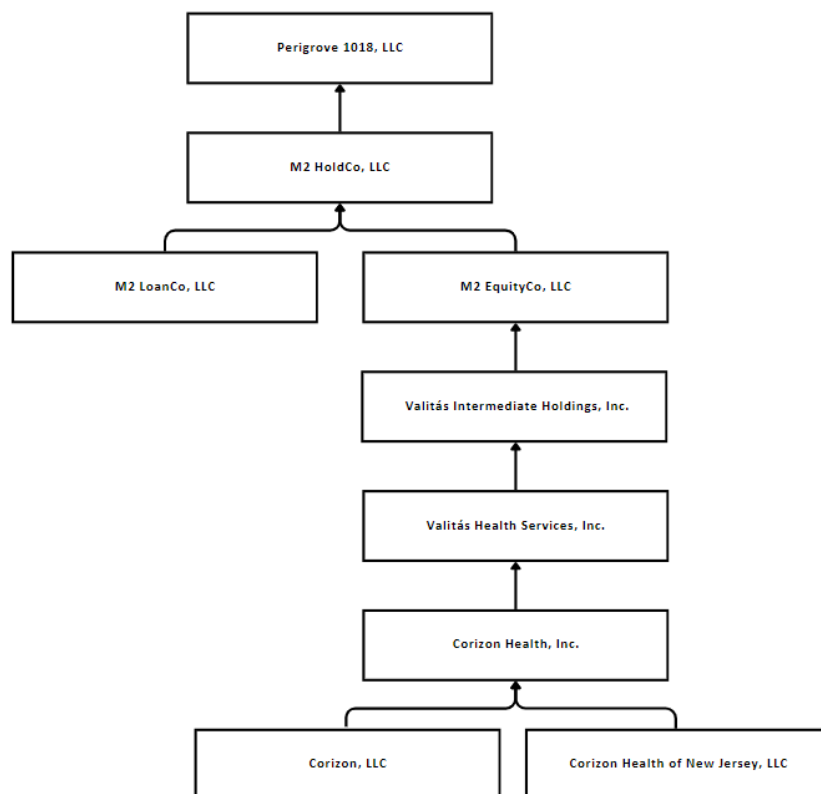 Perigrove 1018, LLC
M2 HoldCo, LLC
M2 LoanCo, LLC
M2 EquityCo, LLC
Valitás Intermediate Holdings, Inc.
Valitás Health Services, Inc.
Corizon Health, Inc.
Corizon, LLC
Corizon Health of New Jersey, LLC